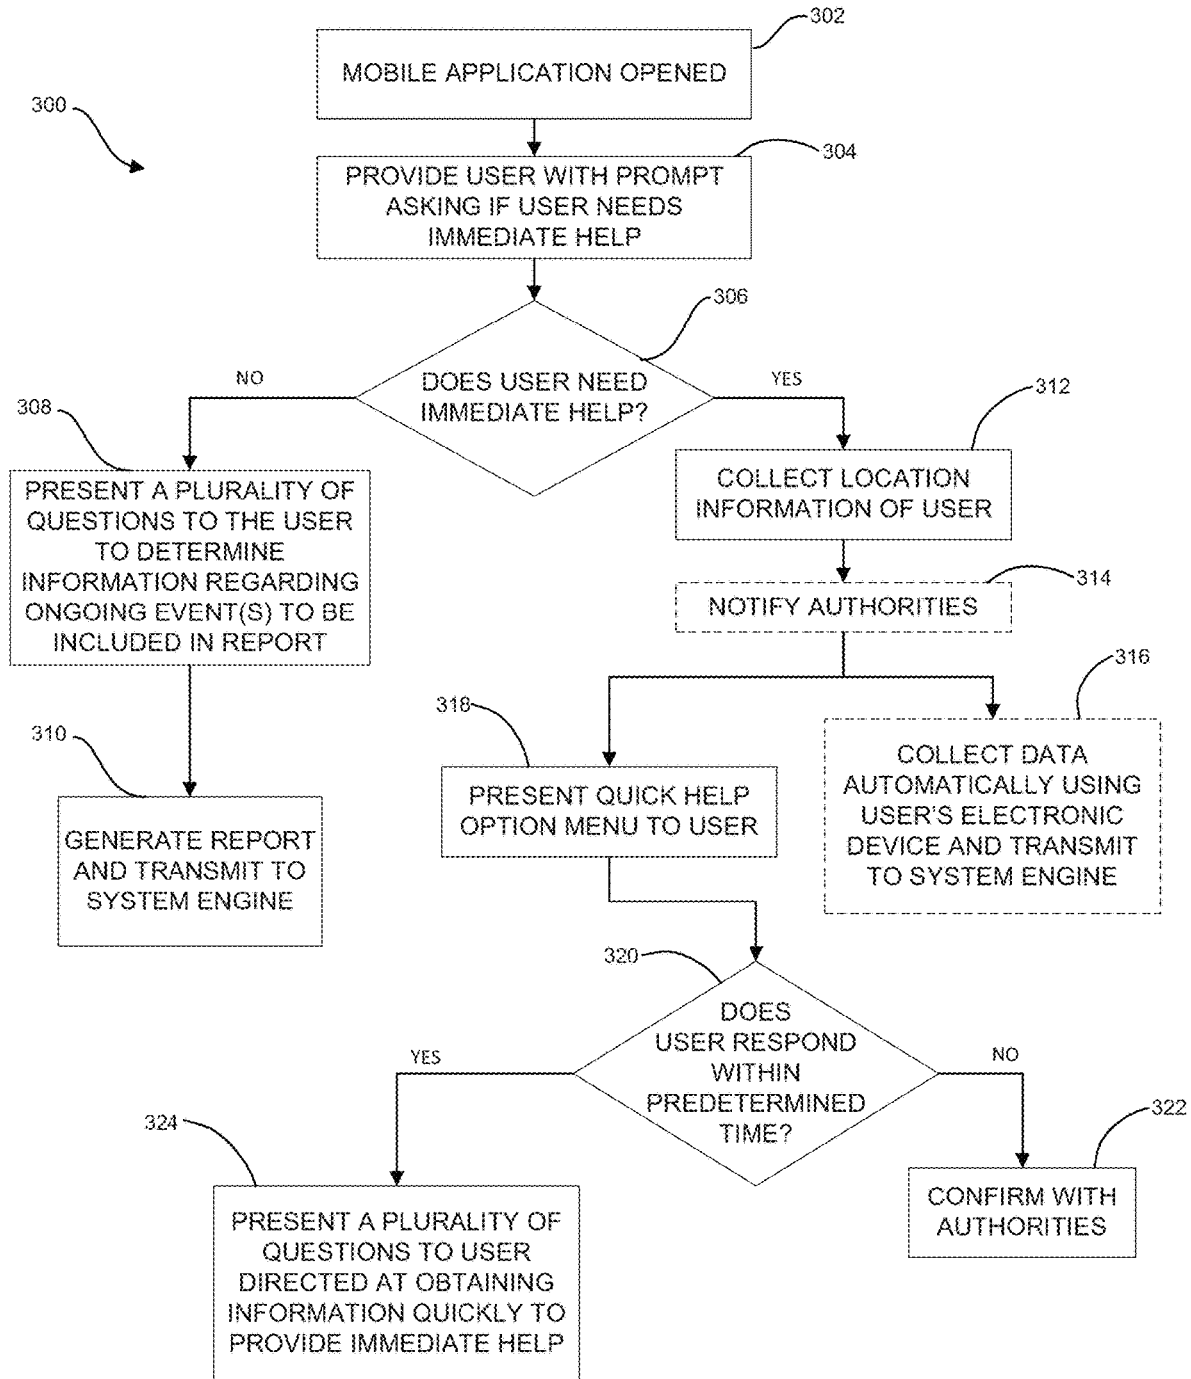 302
MOBILE APPLICATION OPENED
300
304
PROVIDE USER WITH PROMPT
ASKING IF USER NEEDS
IMMEDIATE HELP
306
NO
DOES USER NEED
IMMEDIATE HELP?
YES
308
PRESENT A PLURALITY OF
QUESTIONS TO THE USER
TO DETERMINE
INFORMATION REGARDING
ONGOING EVENT(S) TO BE
INCLUDED IN REPORT
312
COLLECT LOCATION
INFORMATION OF USER
314
NOTIFY AUTHORITIES
310
GENERATE REPORT
AND TRANSMIT TO
SYSTEM ENGINE
318
PRESENT QUICK HELP
OPTION MENU TO USER
316
COLLECT DATA
AUTOMATICALLY USING
USER'S ELECTRONIC
DEVICE AND TRANSMIT
TO SYSTEM ENGINE
320
DOES
USER RESPOND
WITHIN
PREDETERMINED
TIME?
YES
NO
324
PRESENT A PLURALITY OF
QUESTIONS TO USER
DIRECTED AT OBTAINING
INFORMATION QUICKLY TO
PROVIDE IMMEDIATE HELP
322
CONFIRM WITH
AUTHORITIES